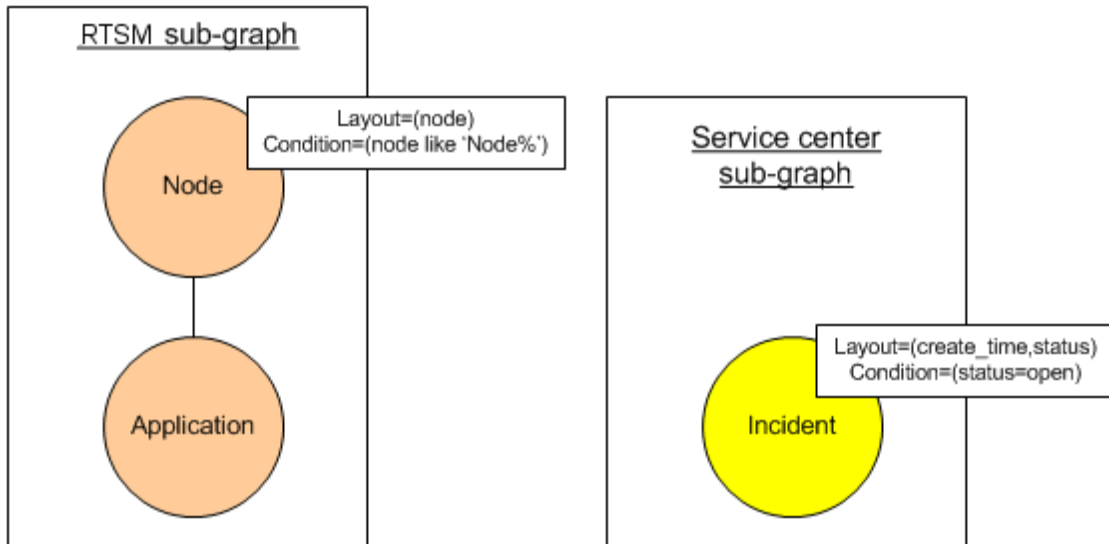 RTSM sub-graph
Layout=(node)
Condition=(node like ‘Node%’)
Node
Application
Service center
sub-graph
Layout=(create_time,status)
Condition=(status=open)
Incident